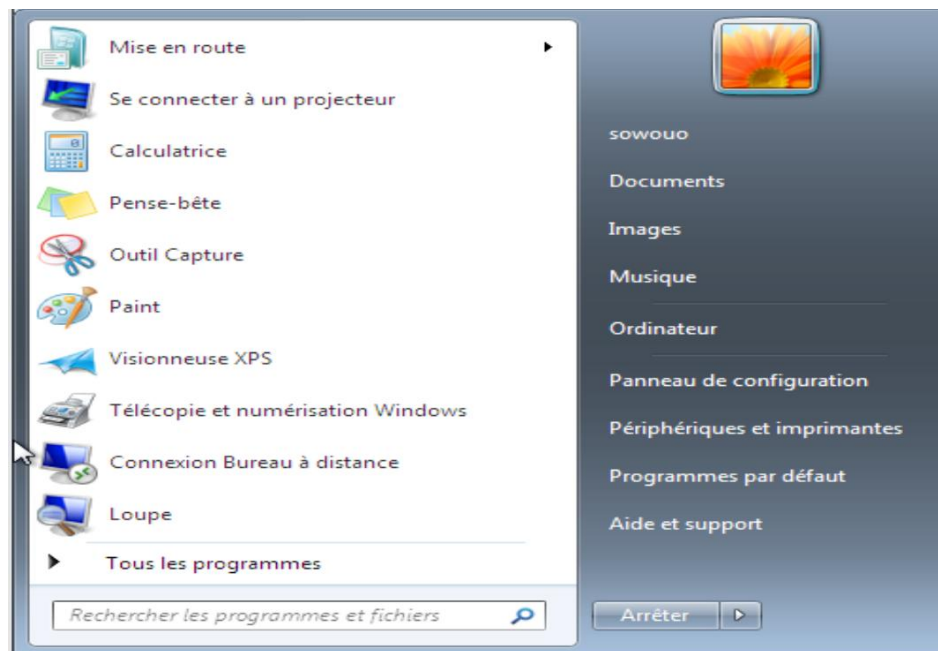 Mise en route
Se connecter à un projecteur
Calculatrice
Pense-bête
Outil Capture
Paint
Visionneuse XPS
Télécopie et numérisation Windows
Connexion Bureau à distance
Loupe
Tous les programmes
Rechercher les programmes et fichiers
sowouo
Documents
Images
Musique
Ordinateur
Panneau de configuration
Périphériques et imprimantes
Programmes par défaut
Aide et support
Arrêter